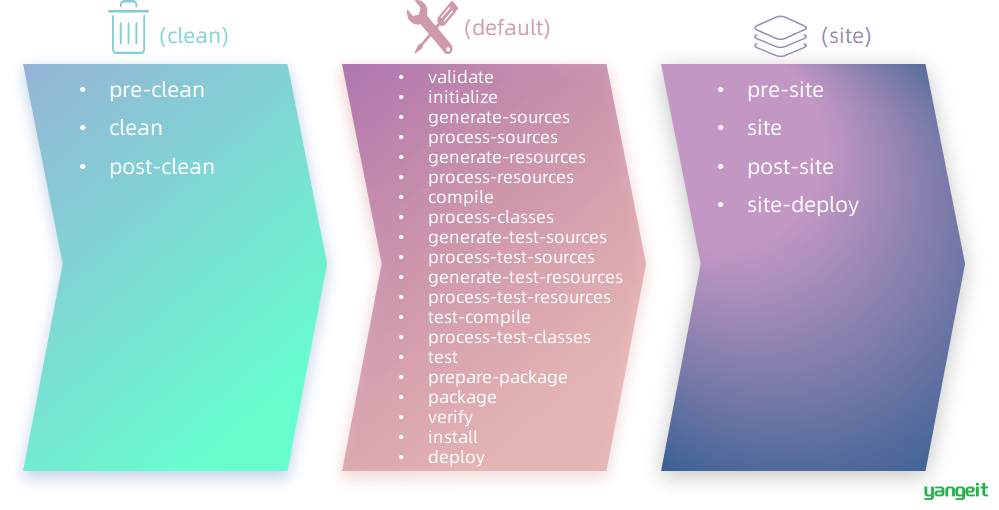 (clean)
• pre-clean
• clean
• post-clean
(default)
• validate
• initialize
• generate-sources
• process-sources
• generate-resources
• process-resources
• compile
• process-classes
• generate-test-sources
• process-test-sources
• generate-test-resources
• process-test-resources
• test-compile
• process-test-classes
• test
• prepare-package
• package
• verify
• install
• deploy
(site)
• pre-site
• site
• post-site
• site-deploy
yangeit